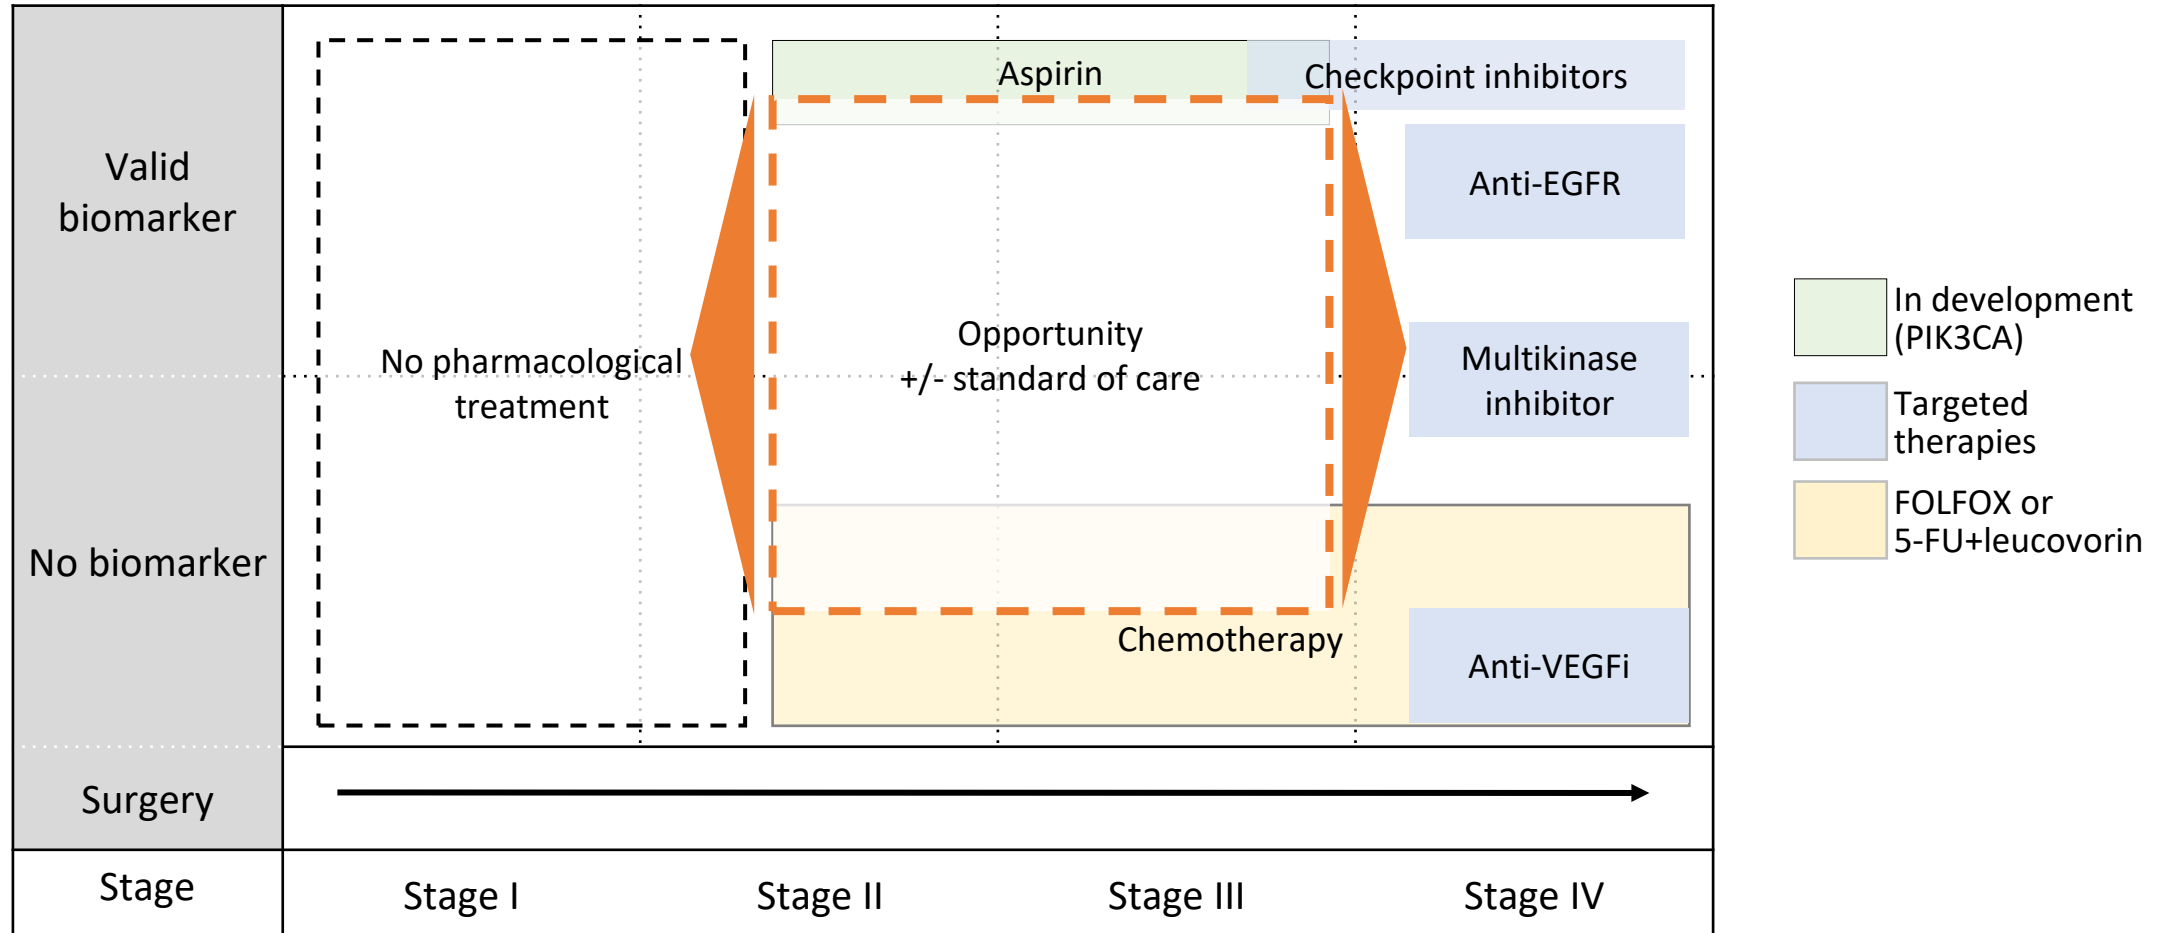 Aspirin
Checkpoint inhibitors
Valid
biomarker
Anti-EGFR
In development
(PIK3CA)
No pharmacological
treatment
Opportunity
+/- standard of care
Multikinase
inhibitor
Targeted
therapies
No biomarker
FOLFOX or
5-FU+leucovorin
Chemotherapy
Anti-VEGFi
Surgery
Stage
Stage I
Stage II
Stage III
Stage IV